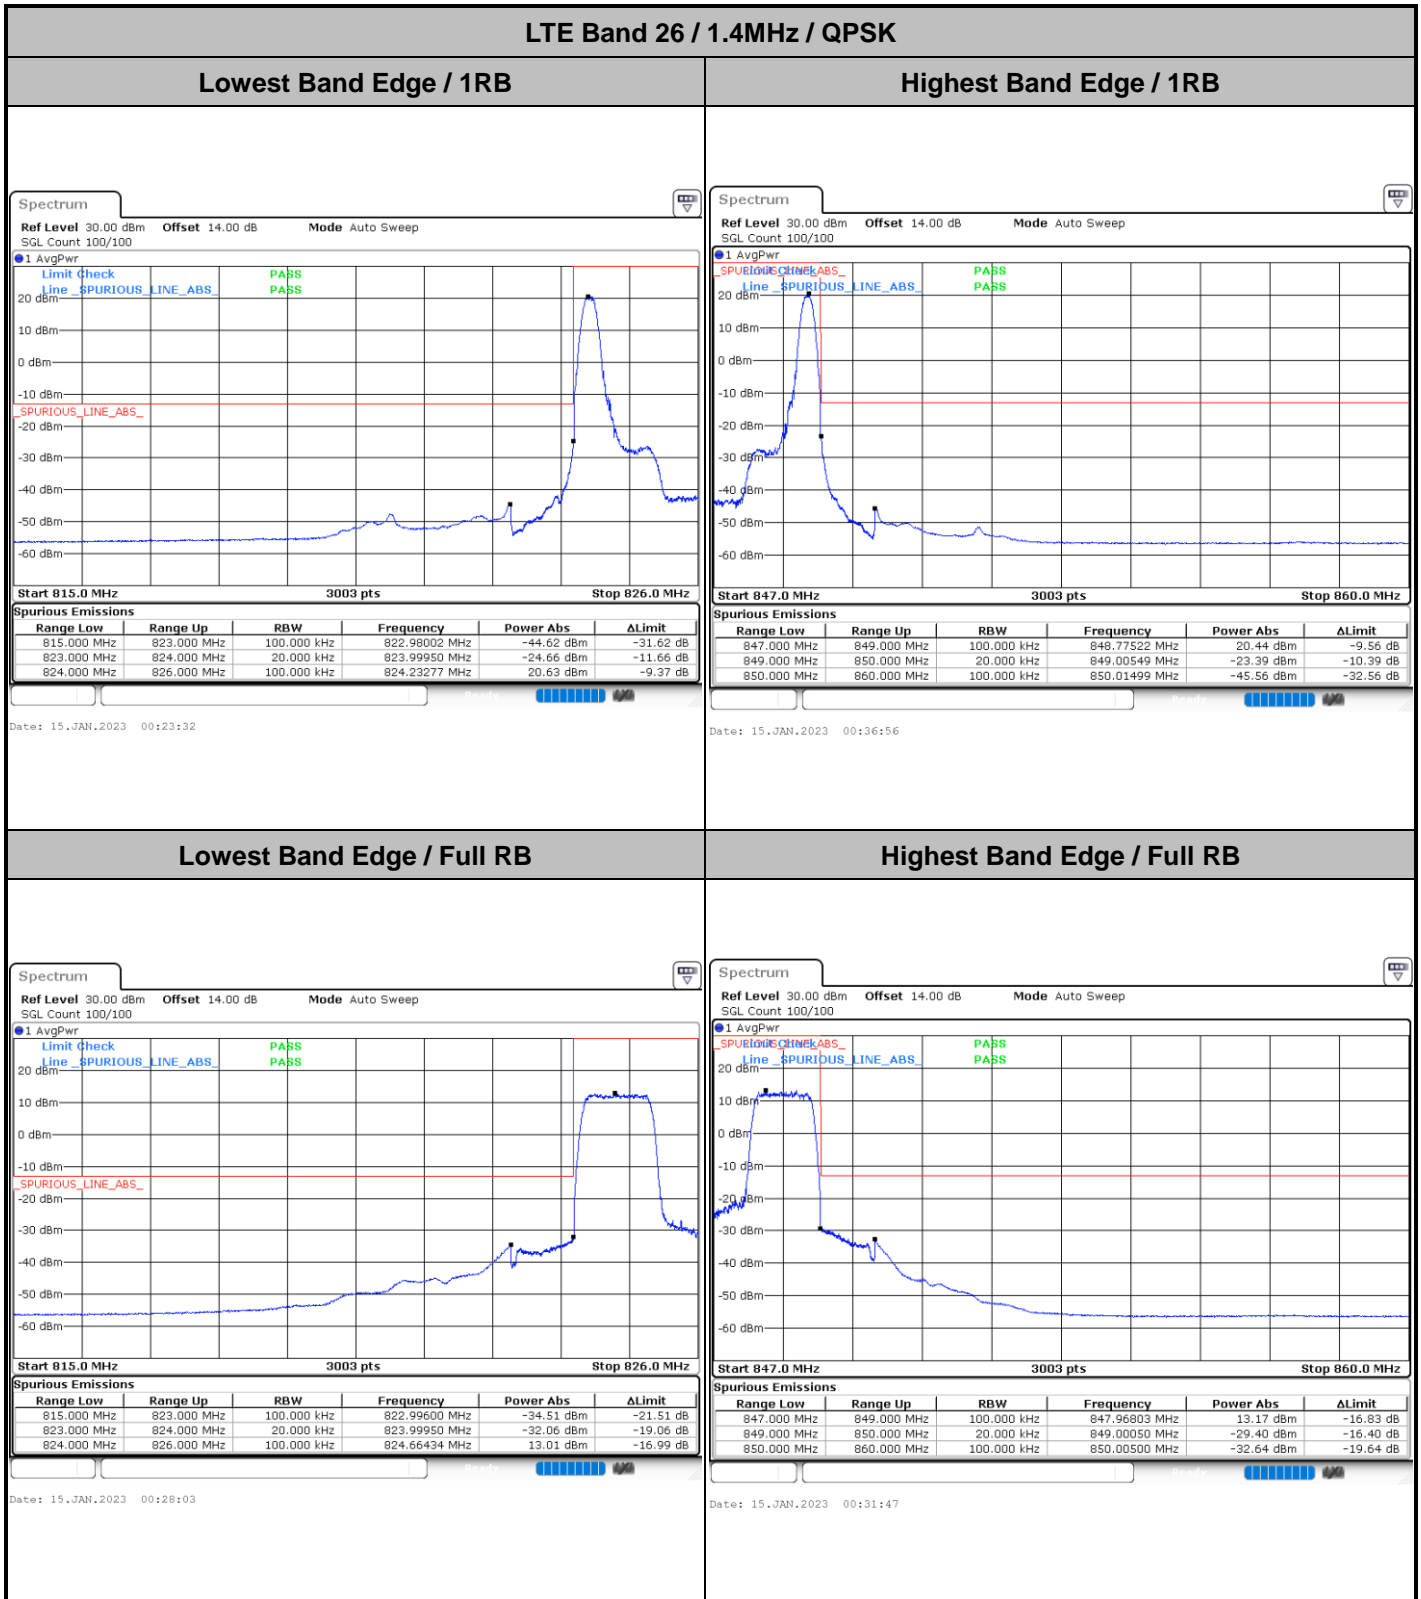 LTE Band 26 / 1.4MHz / QPSK
Lowest Band Edge / 1RB
Highest Band Edge / 1RB
Spectrum
Ref Level 30.00 dBm Offset 14.00 dB Mode Auto Sweep
SGL Count 100/100
1 AvgPwr
Limit Check PASS
Line _SPURIOUS_LINE_ABS_ PASS
20 dBm
10 dBm
0 dBm
-10 dBm
_SPURIOUS_LINE_ABS_
-20 dBm
-30 dBm
-40 dBm
-50 dBm
-60 dBm
Start 815.0 MHz 3003 pts Stop 826.0 MHz
Spurious Emissions
Range Low Range Up RBW Frequency Power Abs ΔLimit
815.000 MHz 823.000 MHz 100.000 kHz 822.98002 MHz -44.62 dBm -31.62 dB
823.000 MHz 824.000 MHz 20.000 kHz 823.99950 MHz -24.66 dBm -11.66 dB
824.000 MHz 826.000 MHz 100.000 kHz 824.23277 MHz 20.63 dBm -9.37 dB
Ready
Date: 15.JAN.2023 00:23:32
Spectrum
Ref Level 30.00 dBm Offset 14.00 dB Mode Auto Sweep
SGL Count 100/100
1 AvgPwr
_SPURIOUS_LINE_ABS_
Limit Check PASS
Line _SPURIOUS_LINE_ABS_ PASS
20 dBm
10 dBm
0 dBm
-10 dBm
-20 dBm
-30 dBm
-40 dBm
-50 dBm
-60 dBm
Start 847.0 MHz 3003 pts Stop 860.0 MHz
Spurious Emissions
Range Low Range Up RBW Frequency Power Abs ΔLimit
847.000 MHz 849.000 MHz 100.000 kHz 848.77522 MHz 20.44 dBm -9.56 dB
849.000 MHz 850.000 MHz 20.000 kHz 849.00549 MHz -23.39 dBm -10.39 dB
850.000 MHz 860.000 MHz 100.000 kHz 850.01499 MHz -45.56 dBm -32.56 dB
Ready
Date: 15.JAN.2023 00:36:56
Lowest Band Edge / Full RB
Highest Band Edge / Full RB
Spectrum
Ref Level 30.00 dBm Offset 14.00 dB Mode Auto Sweep
SGL Count 100/100
1 AvgPwr
Limit Check PASS
Line _SPURIOUS_LINE_ABS_ PASS
20 dBm
10 dBm
0 dBm
-10 dBm
_SPURIOUS_LINE_ABS_
-20 dBm
-30 dBm
-40 dBm
-50 dBm
-60 dBm
Start 815.0 MHz 3003 pts Stop 826.0 MHz
Spurious Emissions
Range Low Range Up RBW Frequency Power Abs ΔLimit
815.000 MHz 823.000 MHz 100.000 kHz 822.99600 MHz -34.51 dBm -21.51 dB
823.000 MHz 824.000 MHz 20.000 kHz 823.99950 MHz -32.06 dBm -19.06 dB
824.000 MHz 826.000 MHz 100.000 kHz 824.66434 MHz 13.01 dBm -16.99 dB
Ready
Date: 15.JAN.2023 00:28:03
Spectrum
Ref Level 30.00 dBm Offset 14.00 dB Mode Auto Sweep
SGL Count 100/100
1 AvgPwr
_SPURIOUS_LINE_ABS_
Limit Check PASS
Line _SPURIOUS_LINE_ABS_ PASS
20 dBm
10 dBm
0 dBm
-10 dBm
-20 dBm
-30 dBm
-40 dBm
-50 dBm
-60 dBm
Start 847.0 MHz 3003 pts Stop 860.0 MHz
Spurious Emissions
Range Low Range Up RBW Frequency Power Abs ΔLimit
847.000 MHz 849.000 MHz 100.000 kHz 847.96803 MHz 13.17 dBm -16.83 dB
849.000 MHz 850.000 MHz 20.000 kHz 849.00050 MHz -29.40 dBm -16.40 dB
850.000 MHz 860.000 MHz 100.000 kHz 850.00500 MHz -32.64 dBm -19.64 dB
Ready
Date: 15.JAN.2023 00:31:47